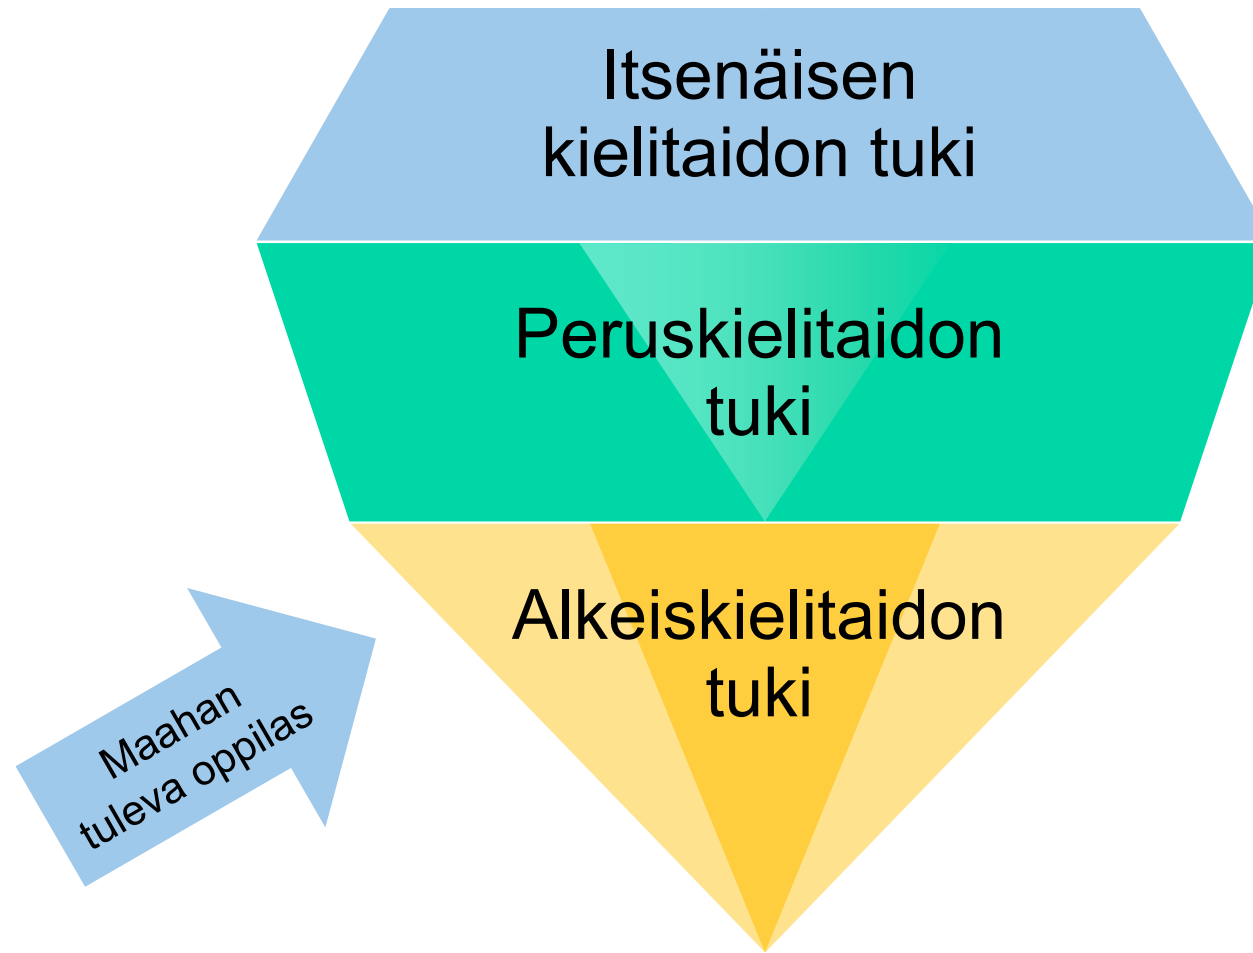 Itsenäisen
kielitaidon tuki
Peruskielitaidon
tuki
Alkeiskielitaidon
tuki
Maahan
tuleva oppilas